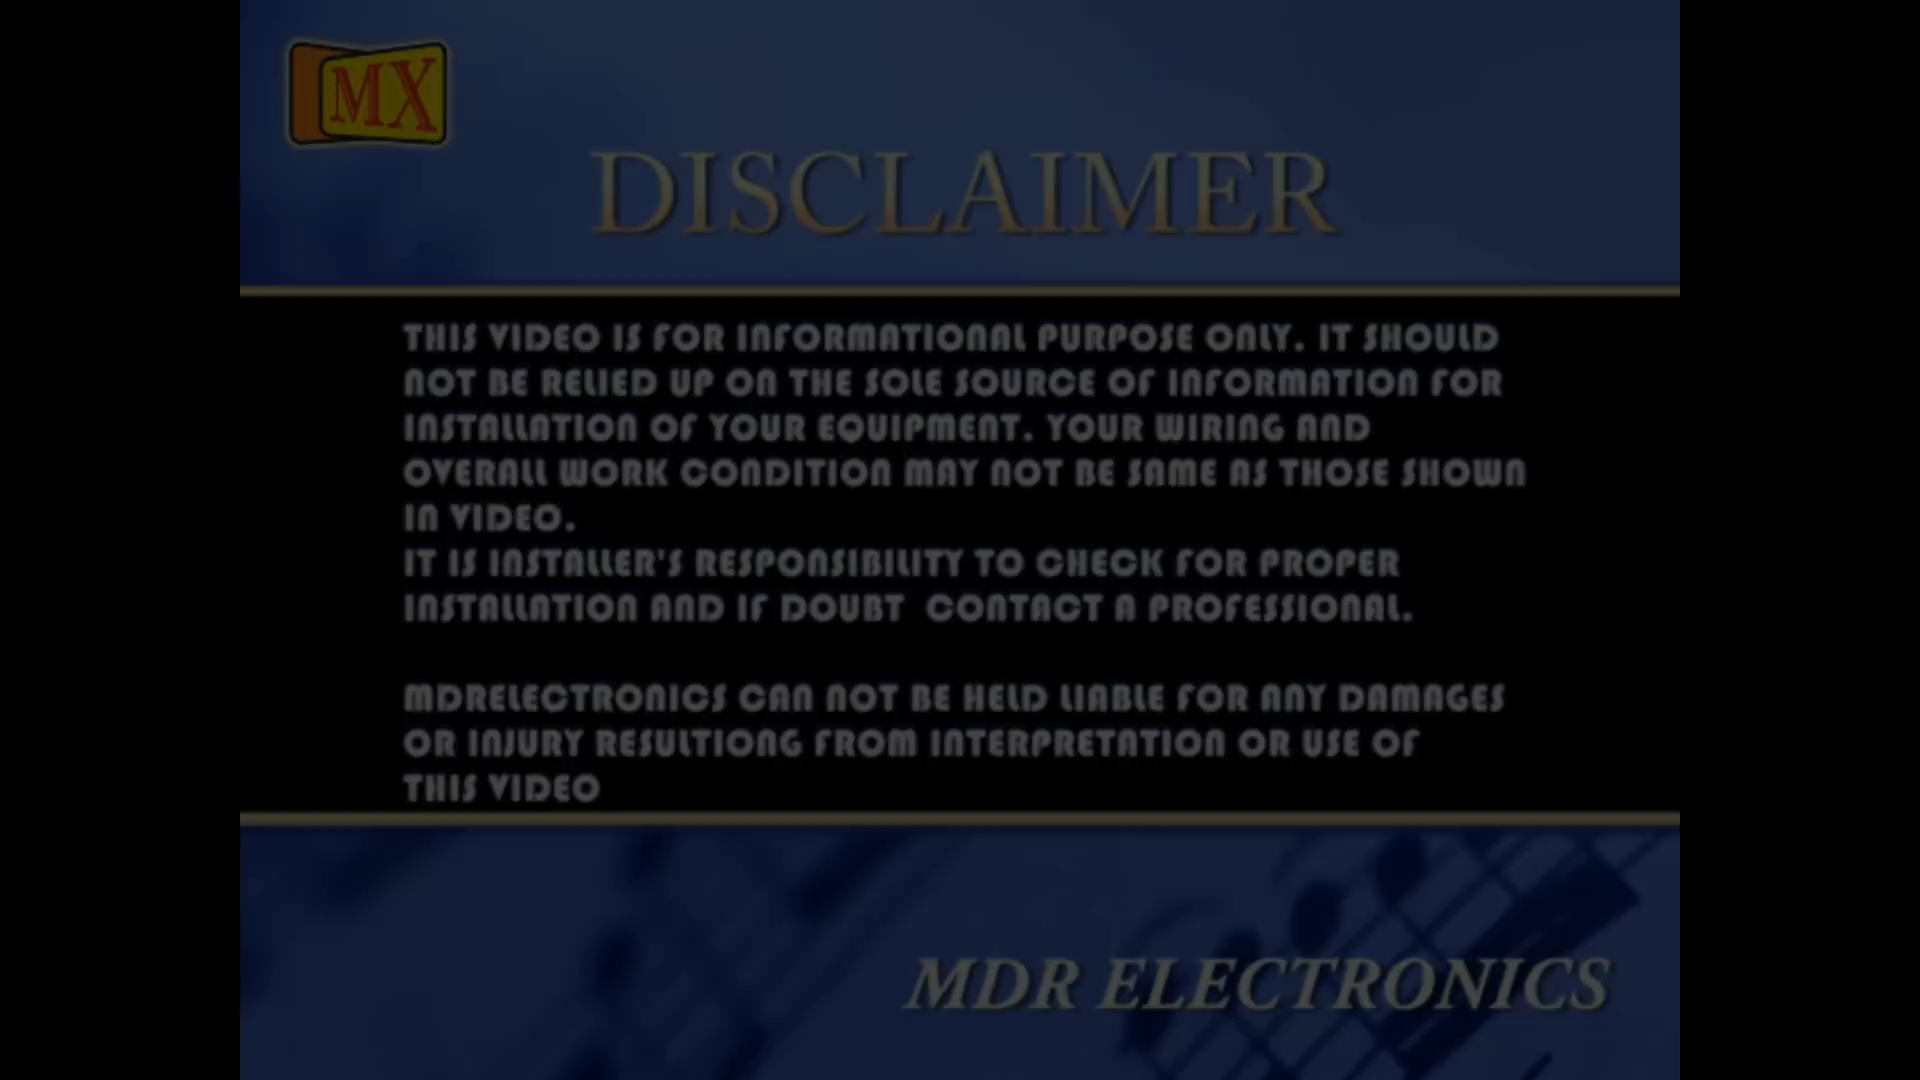 MX
DISCLAIMER
THIS VIDEO IS FOR INFORMATIONAL PURPOSE ONLY. IT SHOULD
NOT BE RELIED UP ON THE SOLE SOURCE OF INFORMATION FOR
INSTALLATION OF YOUR EQUIPMENT. YOUR WIRING AND
OVERALL WORK CONDITION MAY NOT BE SAME AS THOSE SHOWN
IN VIDEO.
IT IS INSTALLER'S RESPONSIBILITY TO CHECK FOR PROPER
INSTALLATION AND IF DOUBT CONTACT A PROFESSIONAL.
MDRELECTRONICS CAN NOT BE HELD LIABLE FOR ANY DAMAGES
OR INJURY RESULTIONG FROM INTERPRETATION OR USE OF
THIS VIDEO
MDR ELECTRONICS